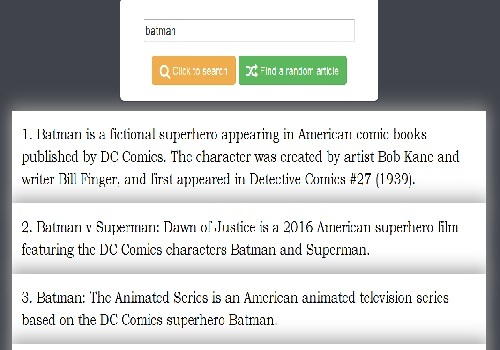 batman
Click to search Find a random article
1. Batman is a fictional superhero appearing in American comic books
published by DC Comics. The character was created by artist Bob Kane and
writer Bill Finger, and first appeared in Detective Comics #27 (1939).
2. Batman v Superman: Dawn of Justice is a 2016 American superhero film
featuring the DC Comics characters Batman and Superman.
3. Batman: The Animated Series is an American animated television series
based on the DC Comics superhero Batman.